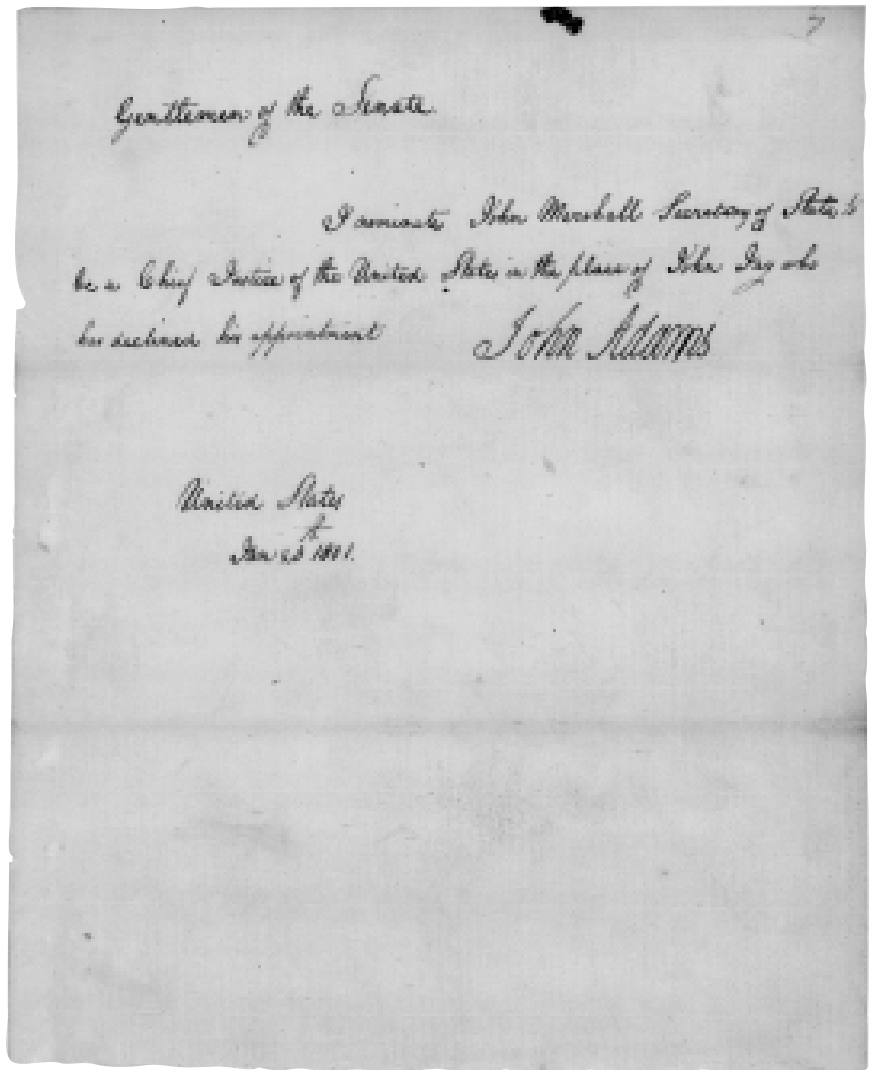 Gentlemen of the Senate.
I nominate John Marshall Secretary of State to
be a Chief Justice of the United States in the place of John Jay who
has declined his appointment
John Adams
United States
Jan 20th 1801.